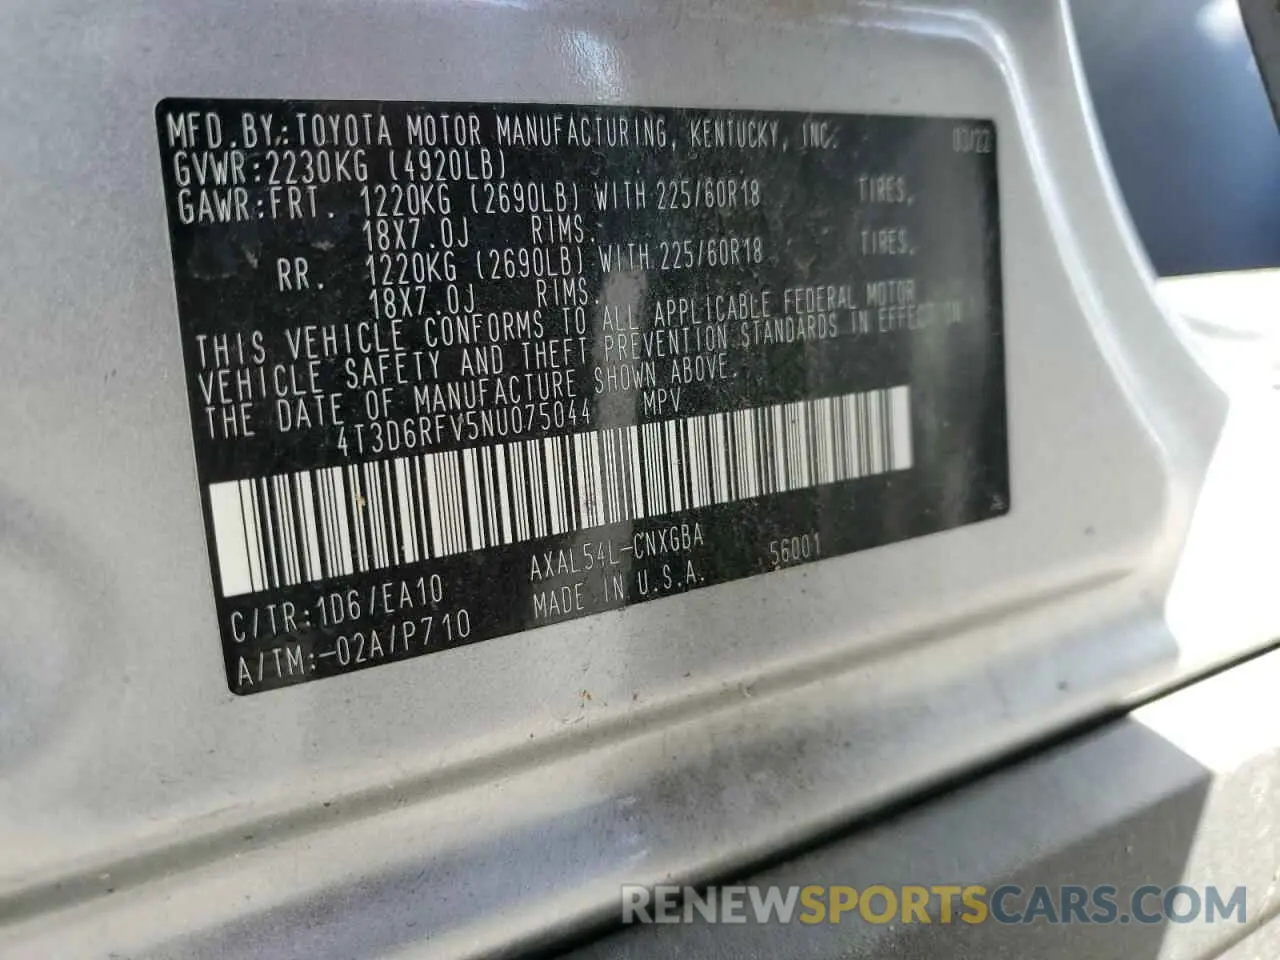 MFD.BY:TOYOTA MOTOR MANUFACTURING, KENTUCKY, INC. 03/22
GVWR:2230KG (4920LB)
GAWR:FRT. 1220KG (2690LB) WITH 225/60R18 TIRES,
18X7.0J RIMS.
RR. 1220KG (2690LB) WITH 225/60R18 TIRES,
18X7.0J RIMS.
THIS VEHICLE CONFORMS TO ALL APPLICABLE FEDERAL MOTOR
VEHICLE SAFETY AND THEFT PREVENTION STANDARDS IN EFFECT ON
THE DATE OF MANUFACTURE SHOWN ABOVE.
4T3D6RFV5NU075044 MPV
C/TR:1D6/EA10 AXAL54L-CNXGBA 56001
A/TM:-02A/P710 MADE IN U.S.A.
RENEWSPORTSCARS.COM